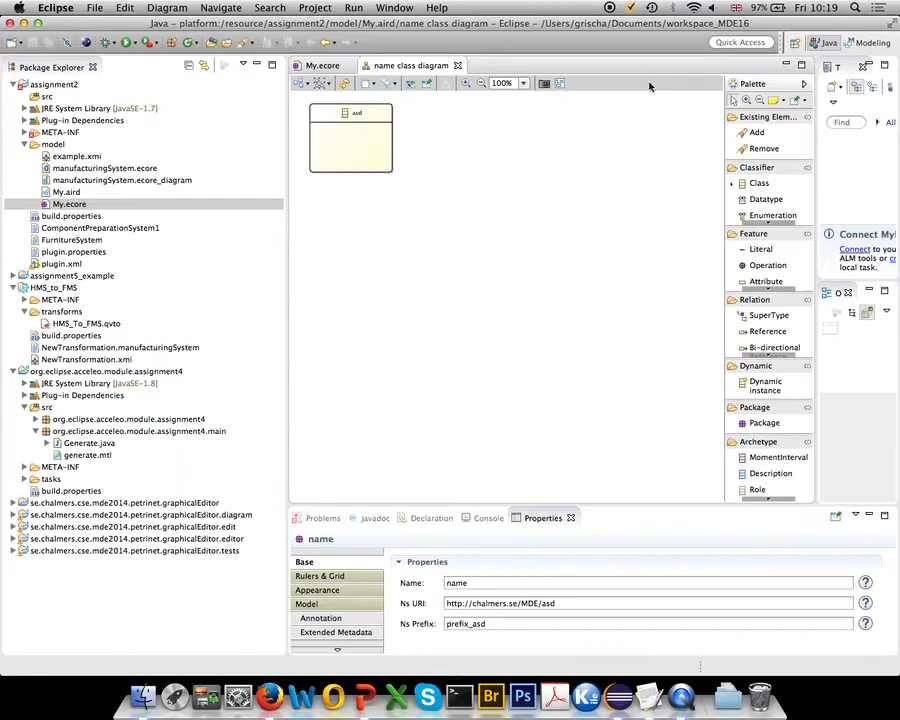 Eclipse File Edit Diagram Navigate Search Project Run Window Help 97% Fri 10:19
Java – platform:/resource/assignment2/model/My.aird/name class diagram – Eclipse – /Users/grischa/Documents/workspace_MDE16
Quick Access Java Modeling
Package Explorer
assignment2
src
JRE System Library [JavaSE-1.7]
Plug-in Dependencies
META-INF
model
example.xmi
manufacturingSystem.ecore
manufacturingSystem.ecore_diagram
My.aird
My.ecore
build.properties
ComponentPreparationSystem1
FurnitureSystem
plugin.properties
plugin.xml
assignment5_example
HMS_to_FMS
META-INF
transforms
HMS_To_FMS.qvto
build.properties
NewTransformation.manufacturingSystem
NewTransformation.xmi
org.eclipse.acceleo.module.assignment4
JRE System Library [JavaSE-1.8]
Plug-in Dependencies
src
org.eclipse.acceleo.module.assignment4
org.eclipse.acceleo.module.assignment4.main
Generate.java
generate.mtl
META-INF
tasks
build.properties
se.chalmers.cse.mde2014.petrinet.graphicalEditor
se.chalmers.cse.mde2014.petrinet.graphicalEditor.diagram
se.chalmers.cse.mde2014.petrinet.graphicalEditor.edit
se.chalmers.cse.mde2014.petrinet.graphicalEditor.editor
se.chalmers.cse.mde2014.petrinet.graphicalEditor.tests
My.ecore name class diagram
100%
asd
Palette
Existing Elem...
Add
Remove
Classifier
Class
Datatype
Enumeration
Feature
Literal
Operation
Attribute
Relation
SuperType
Reference
Bi-directional
Dynamic
Dynamic
instance
Package
Package
Archetype
MomentInterval
Description
Role
T
Find All
Connect My
Connect to you
ALM tools or cr
local task.
O
Problems Javadoc Declaration Console Properties
name
Base
Rulers & Grid
Appearance
Model
Annotation
Extended Metadata
Properties
Name: name
Ns URI: http://chalmers.se/MDE/asd
Ns Prefix: prefix_asd
W O P X S Br Ps K